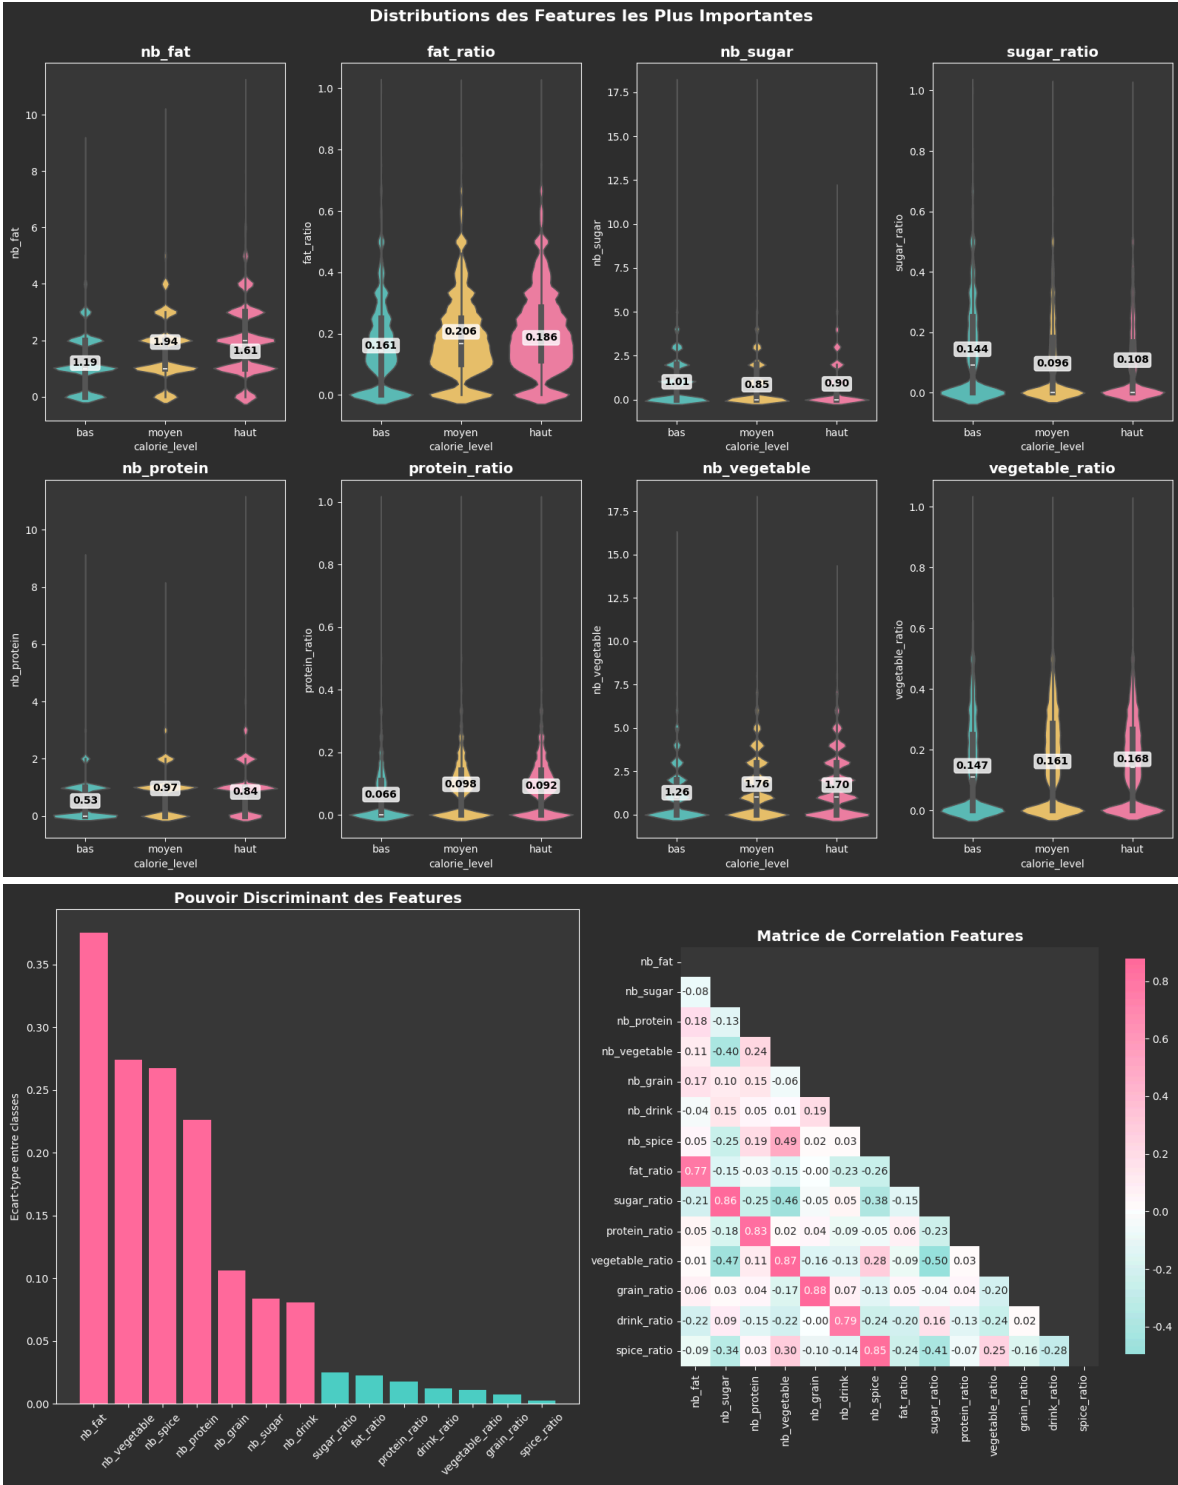 Distributions des Features les Plus Importantes
nb_fat
fat_ratio
nb_sugar
sugar_ratio
nb_fat
10
8
6
4
2
0
1.19
1.94
1.61
bas
moyen
haut
calorie_level
fat_ratio
1.0
0.8
0.6
0.4
0.2
0.0
0.161
0.206
0.186
bas
moyen
haut
calorie_level
nb_sugar
17.5
15.0
12.5
10.0
7.5
5.0
2.5
0.0
1.01
0.85
0.90
bas
moyen
haut
calorie_level
sugar_ratio
1.0
0.8
0.6
0.4
0.2
0.0
0.144
0.096
0.108
bas
moyen
haut
calorie_level
nb_protein
protein_ratio
nb_vegetable
vegetable_ratio
nb_protein
10
8
6
4
2
0
0.53
0.97
0.84
bas
moyen
haut
calorie_level
protein_ratio
1.0
0.8
0.6
0.4
0.2
0.0
0.066
0.098
0.092
bas
moyen
haut
calorie_level
nb_vegetable
17.5
15.0
12.5
10.0
7.5
5.0
2.5
0.0
1.26
1.76
1.70
bas
moyen
haut
calorie_level
vegetable_ratio
1.0
0.8
0.6
0.4
0.2
0.0
0.147
0.161
0.168
bas
moyen
haut
calorie_level
Pouvoir Discriminant des Features
Ecart-type entre classes
0.35
0.30
0.25
0.20
0.15
0.10
0.05
0.00
nb_fat
nb_vegetable
nb_spice
nb_protein
nb_grain
nb_sugar
nb_drink
sugar_ratio
fat_ratio
protein_ratio
drink_ratio
vegetable_ratio
grain_ratio
spice_ratio
Matrice de Correlation Features
nb_fat
nb_sugar -0.08
nb_protein 0.18 -0.13
nb_vegetable 0.11 -0.40 0.24
nb_grain 0.17 0.10 0.15 -0.06
nb_drink -0.04 0.15 0.05 0.01 0.19
nb_spice 0.05 -0.25 0.19 0.49 0.02 0.03
fat_ratio 0.77 -0.15 -0.03 -0.15 -0.00 -0.23 -0.26
sugar_ratio -0.21 0.86 -0.25 -0.46 -0.05 0.05 -0.38 -0.15
protein_ratio 0.05 -0.18 0.83 0.02 0.04 -0.09 -0.05 0.06 -0.23
vegetable_ratio 0.01 -0.47 0.11 0.87 -0.16 -0.13 0.28 -0.09 -0.50 0.03
grain_ratio 0.06 0.03 0.04 -0.17 0.88 0.07 -0.13 0.05 -0.04 0.04 -0.20
drink_ratio -0.22 0.09 -0.15 -0.22 -0.00 0.79 -0.24 -0.20 0.16 -0.13 -0.24 0.02
spice_ratio -0.09 -0.34 0.03 0.30 -0.10 -0.14 0.85 -0.24 -0.41 -0.07 0.25 -0.16 -0.28
nb_fat
nb_sugar
nb_protein
nb_vegetable
nb_grain
nb_drink
nb_spice
fat_ratio
sugar_ratio
protein_ratio
vegetable_ratio
grain_ratio
drink_ratio
spice_ratio
0.8
0.6
0.4
0.2
0.0
-0.2
-0.4